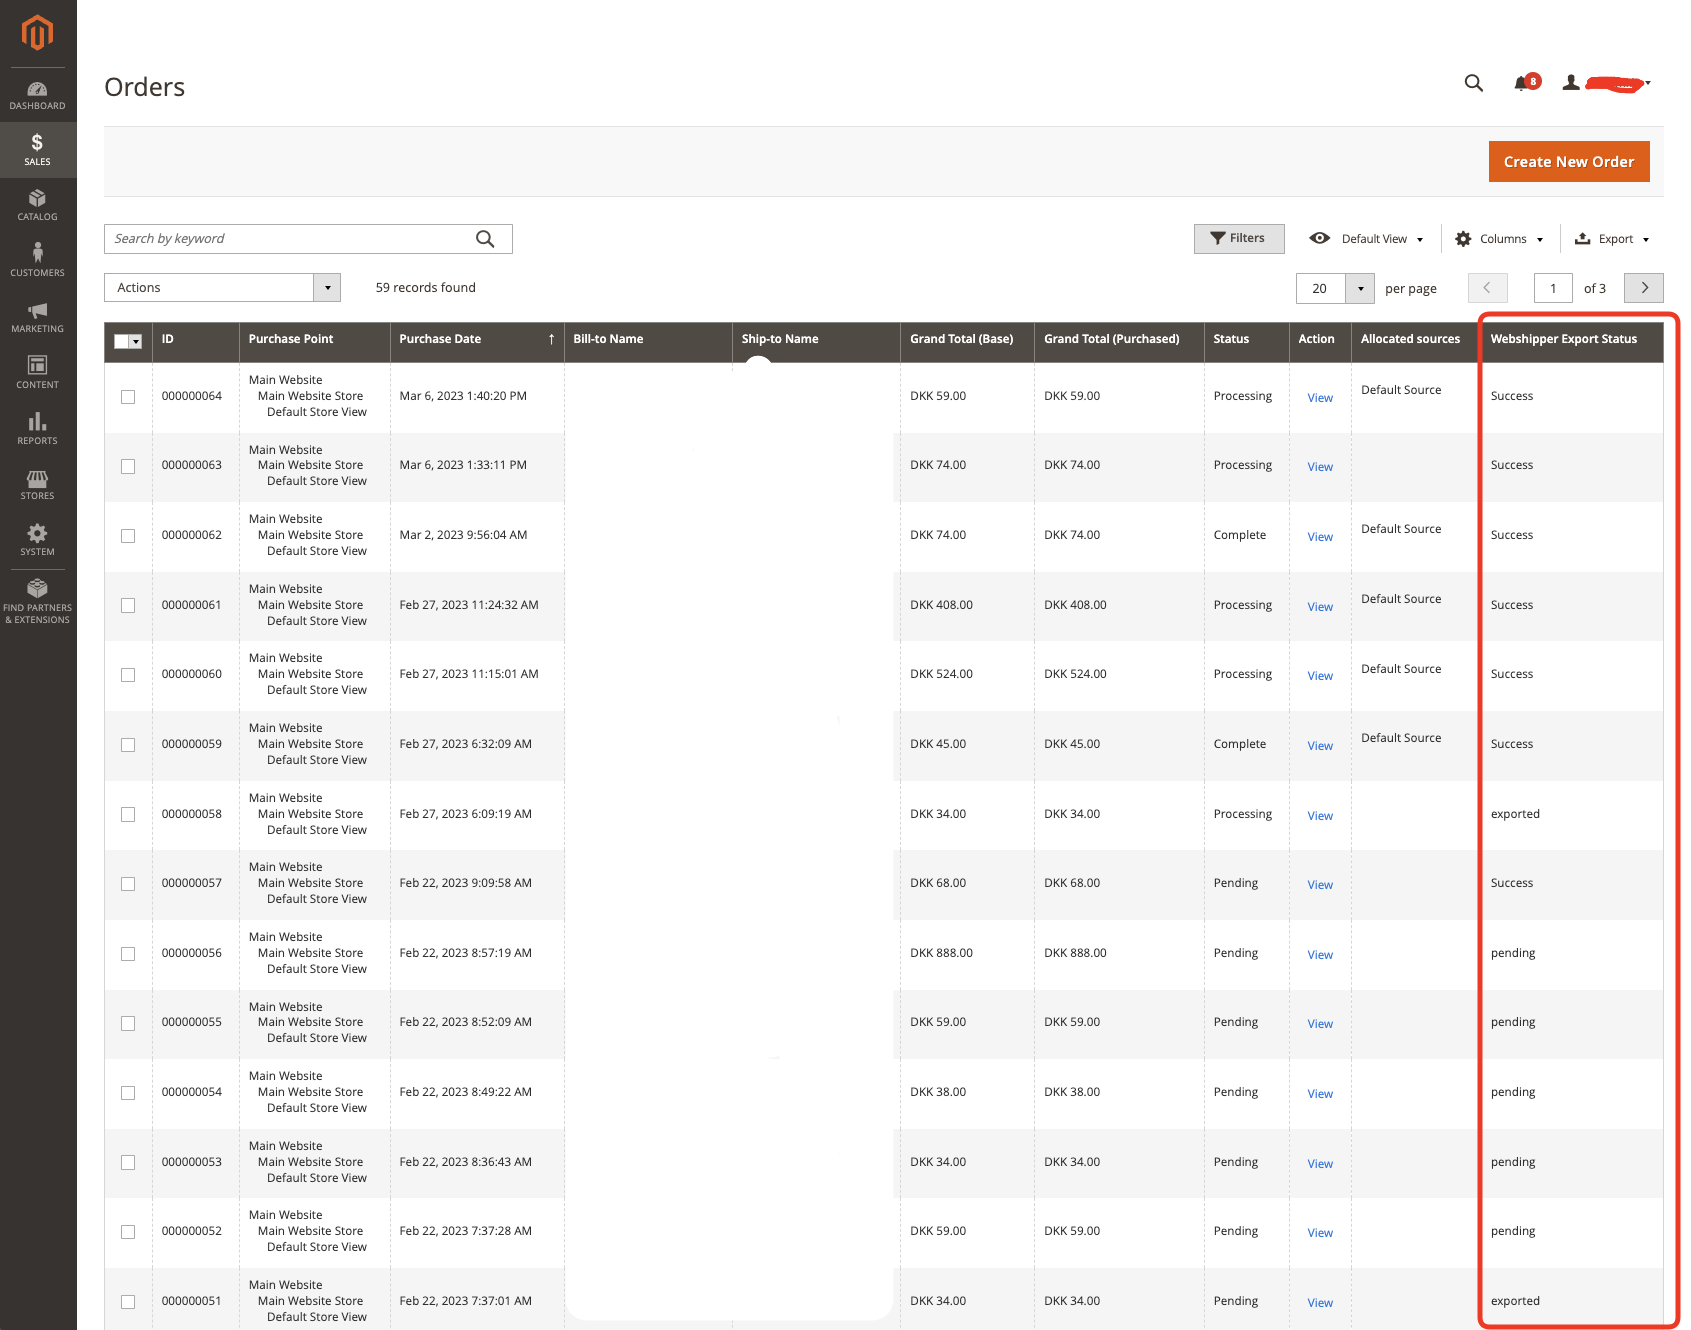 Orders
8
DASHBOARD
SALES
CATALOG
CUSTOMERS
MARKETING
CONTENT
REPORTS
STORES
SYSTEM
FIND PARTNERS
& EXTENSIONS
Create New Order
Search by keyword
Filters
Default View
Columns
Export
Actions
59 records found
20
per page
1
of 3
ID Purchase Point Purchase Date ↑ Bill-to Name Ship-to Name Grand Total (Base) Grand Total (Purchased) Status Action Allocated sources Webshipper Export Status
Main Website
000000064 Main Website Store Mar 6, 2023 1:40:20 PM DKK 59.00 DKK 59.00 Processing View Default Source Success
Default Store View
Main Website
000000063 Main Website Store Mar 6, 2023 1:33:11 PM DKK 74.00 DKK 74.00 Processing View Success
Default Store View
Main Website
000000062 Main Website Store Mar 2, 2023 9:56:04 AM DKK 74.00 DKK 74.00 Complete View Default Source Success
Default Store View
Main Website
000000061 Main Website Store Feb 27, 2023 11:24:32 AM DKK 408.00 DKK 408.00 Processing View Default Source Success
Default Store View
Main Website
000000060 Main Website Store Feb 27, 2023 11:15:01 AM DKK 524.00 DKK 524.00 Processing View Default Source Success
Default Store View
Main Website
000000059 Main Website Store Feb 27, 2023 6:32:09 AM DKK 45.00 DKK 45.00 Complete View Default Source Success
Default Store View
Main Website
000000058 Main Website Store Feb 27, 2023 6:09:19 AM DKK 34.00 DKK 34.00 Processing View exported
Default Store View
Main Website
000000057 Main Website Store Feb 22, 2023 9:09:58 AM DKK 68.00 DKK 68.00 Pending View Success
Default Store View
Main Website
000000056 Main Website Store Feb 22, 2023 8:57:19 AM DKK 888.00 DKK 888.00 Pending View pending
Default Store View
Main Website
000000055 Main Website Store Feb 22, 2023 8:52:09 AM DKK 59.00 DKK 59.00 Pending View pending
Default Store View
Main Website
000000054 Main Website Store Feb 22, 2023 8:49:22 AM DKK 38.00 DKK 38.00 Pending View pending
Default Store View
Main Website
000000053 Main Website Store Feb 22, 2023 8:36:43 AM DKK 34.00 DKK 34.00 Pending View pending
Default Store View
Main Website
000000052 Main Website Store Feb 22, 2023 7:37:28 AM DKK 59.00 DKK 59.00 Pending View pending
Default Store View
Main Website
000000051 Main Website Store Feb 22, 2023 7:37:01 AM DKK 34.00 DKK 34.00 Pending View exported
Default Store View